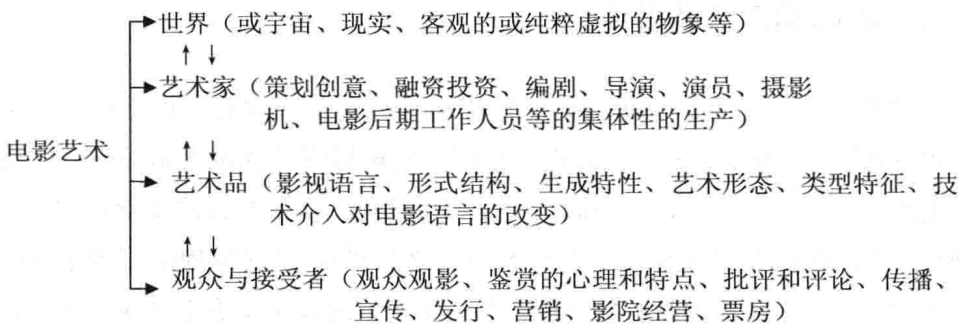 世界（或宇宙、现实、客观的或纯粹虚拟的物象等）
↑ ↓
艺术家（策划创意、融资投资、编剧、导演、演员、摄影
机、电影后期工作人员等的集体性的生产）
电影艺术
↑ ↓
艺术品（影视语言、形式结构、生成特性、艺术形态、类型特征、技
术介入对电影语言的改变）
↑ ↓
观众与接受者（观众观影、鉴赏的心理和特点、批评和评论、传播、
宣传、发行、营销、影院经营、票房）